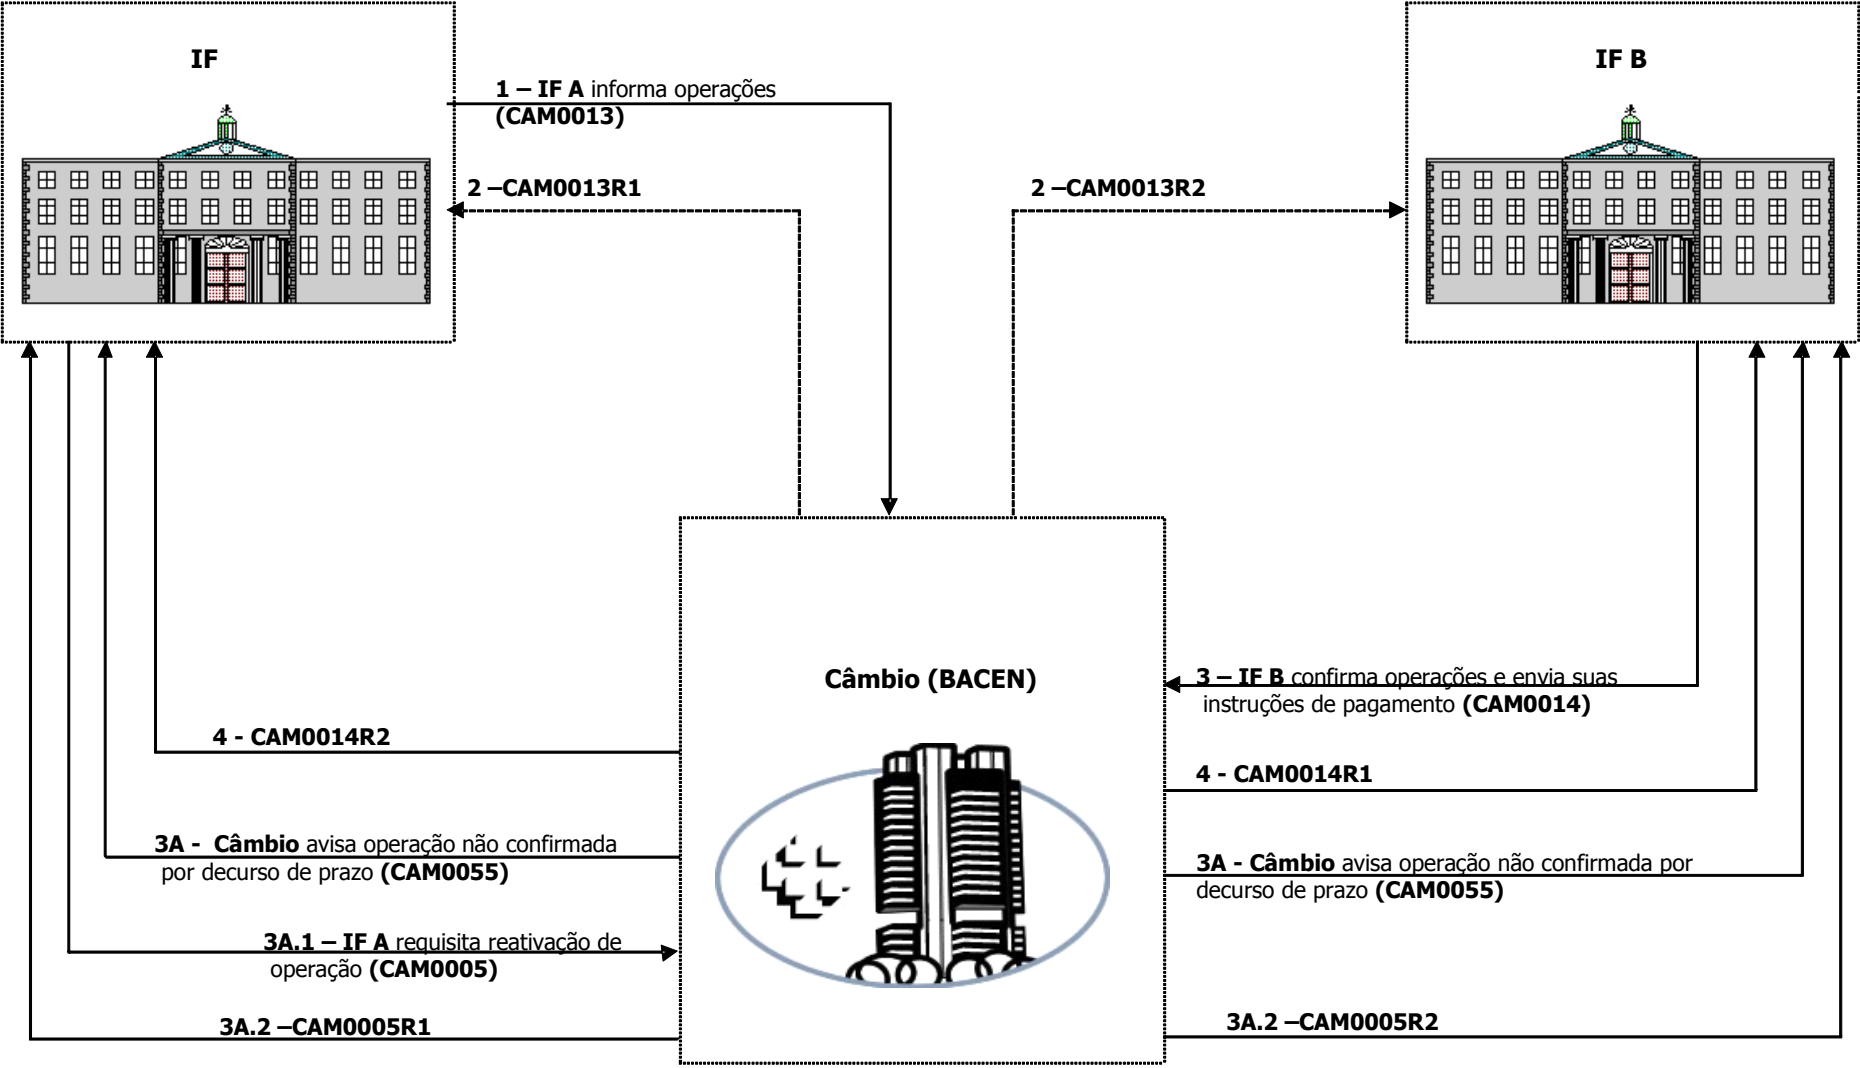 IF
IF B
1 – IF A informa operações
(CAM0013)
2 –CAM0013R1
2 –CAM0013R2
Câmbio (BACEN)
3 – IF B confirma operações e envia suas
instruções de pagamento (CAM0014)
4 - CAM0014R2
4 - CAM0014R1
3A -  Câmbio avisa operação não confirmada
por decurso de prazo (CAM0055)
3A - Câmbio avisa operação não confirmada por
decurso de prazo (CAM0055)
3A.1 – IF A requisita reativação de
operação (CAM0005)
3A.2 –CAM0005R1
3A.2 –CAM0005R2